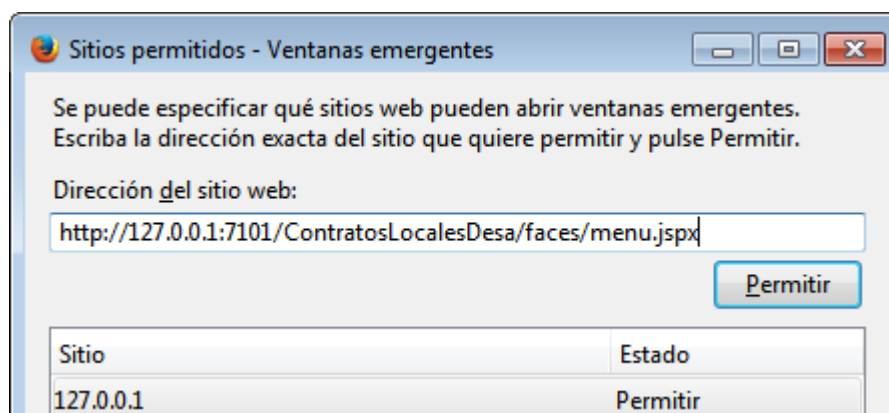 Sitios permitidos - Ventanas emergentes
Se puede especificar qué sitios web pueden abrir ventanas emergentes.
Escriba la dirección exacta del sitio que quiere permitir y pulse Permitir.
Dirección del sitio web:
http://127.0.0.1:7101/ContratosLocalesDesa/faces/menu.jspx
Permitir
Sitio Estado
127.0.0.1 Permitir